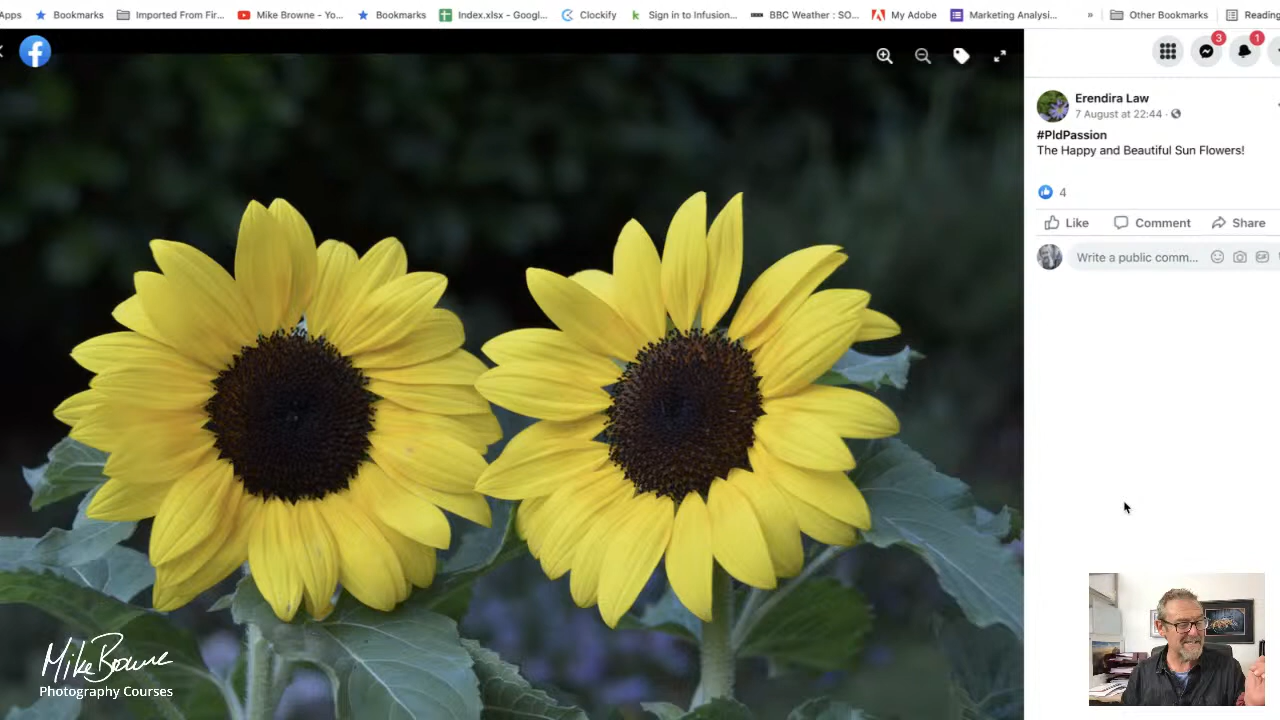 Apps
Bookmarks
Imported From Fir...
Mike Browne - Yo...
Bookmarks
Index.xlsx - Googl...
Clockify
Sign in to Infusion...
BBC Weather : SO...
My Adobe
Marketing Analysi...
»
Other Bookmarks
Reading
3
1
Erendira Law
7 August at 22:44 ·
#PldPassion
The Happy and Beautiful Sun Flowers!
4
Like
Comment
Share
Write a public comm...
GIF
Mike Browne
Photography Courses